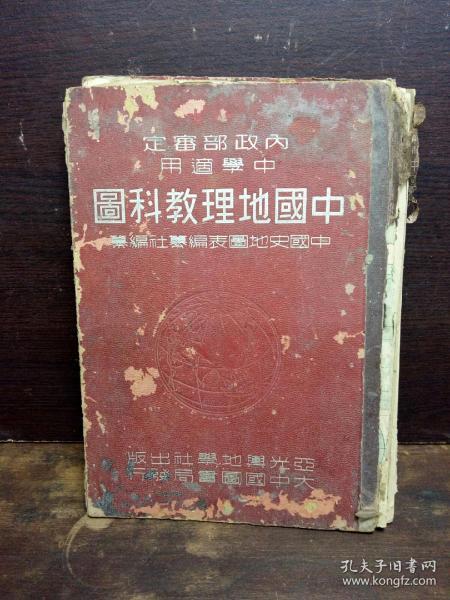 內政部審定
中學適用
中國地理教科圖
中國史地圖表編纂社編纂
亞光輿地學社出版
大中國圖書局發行
孔夫子旧书网
www.kongfz.com